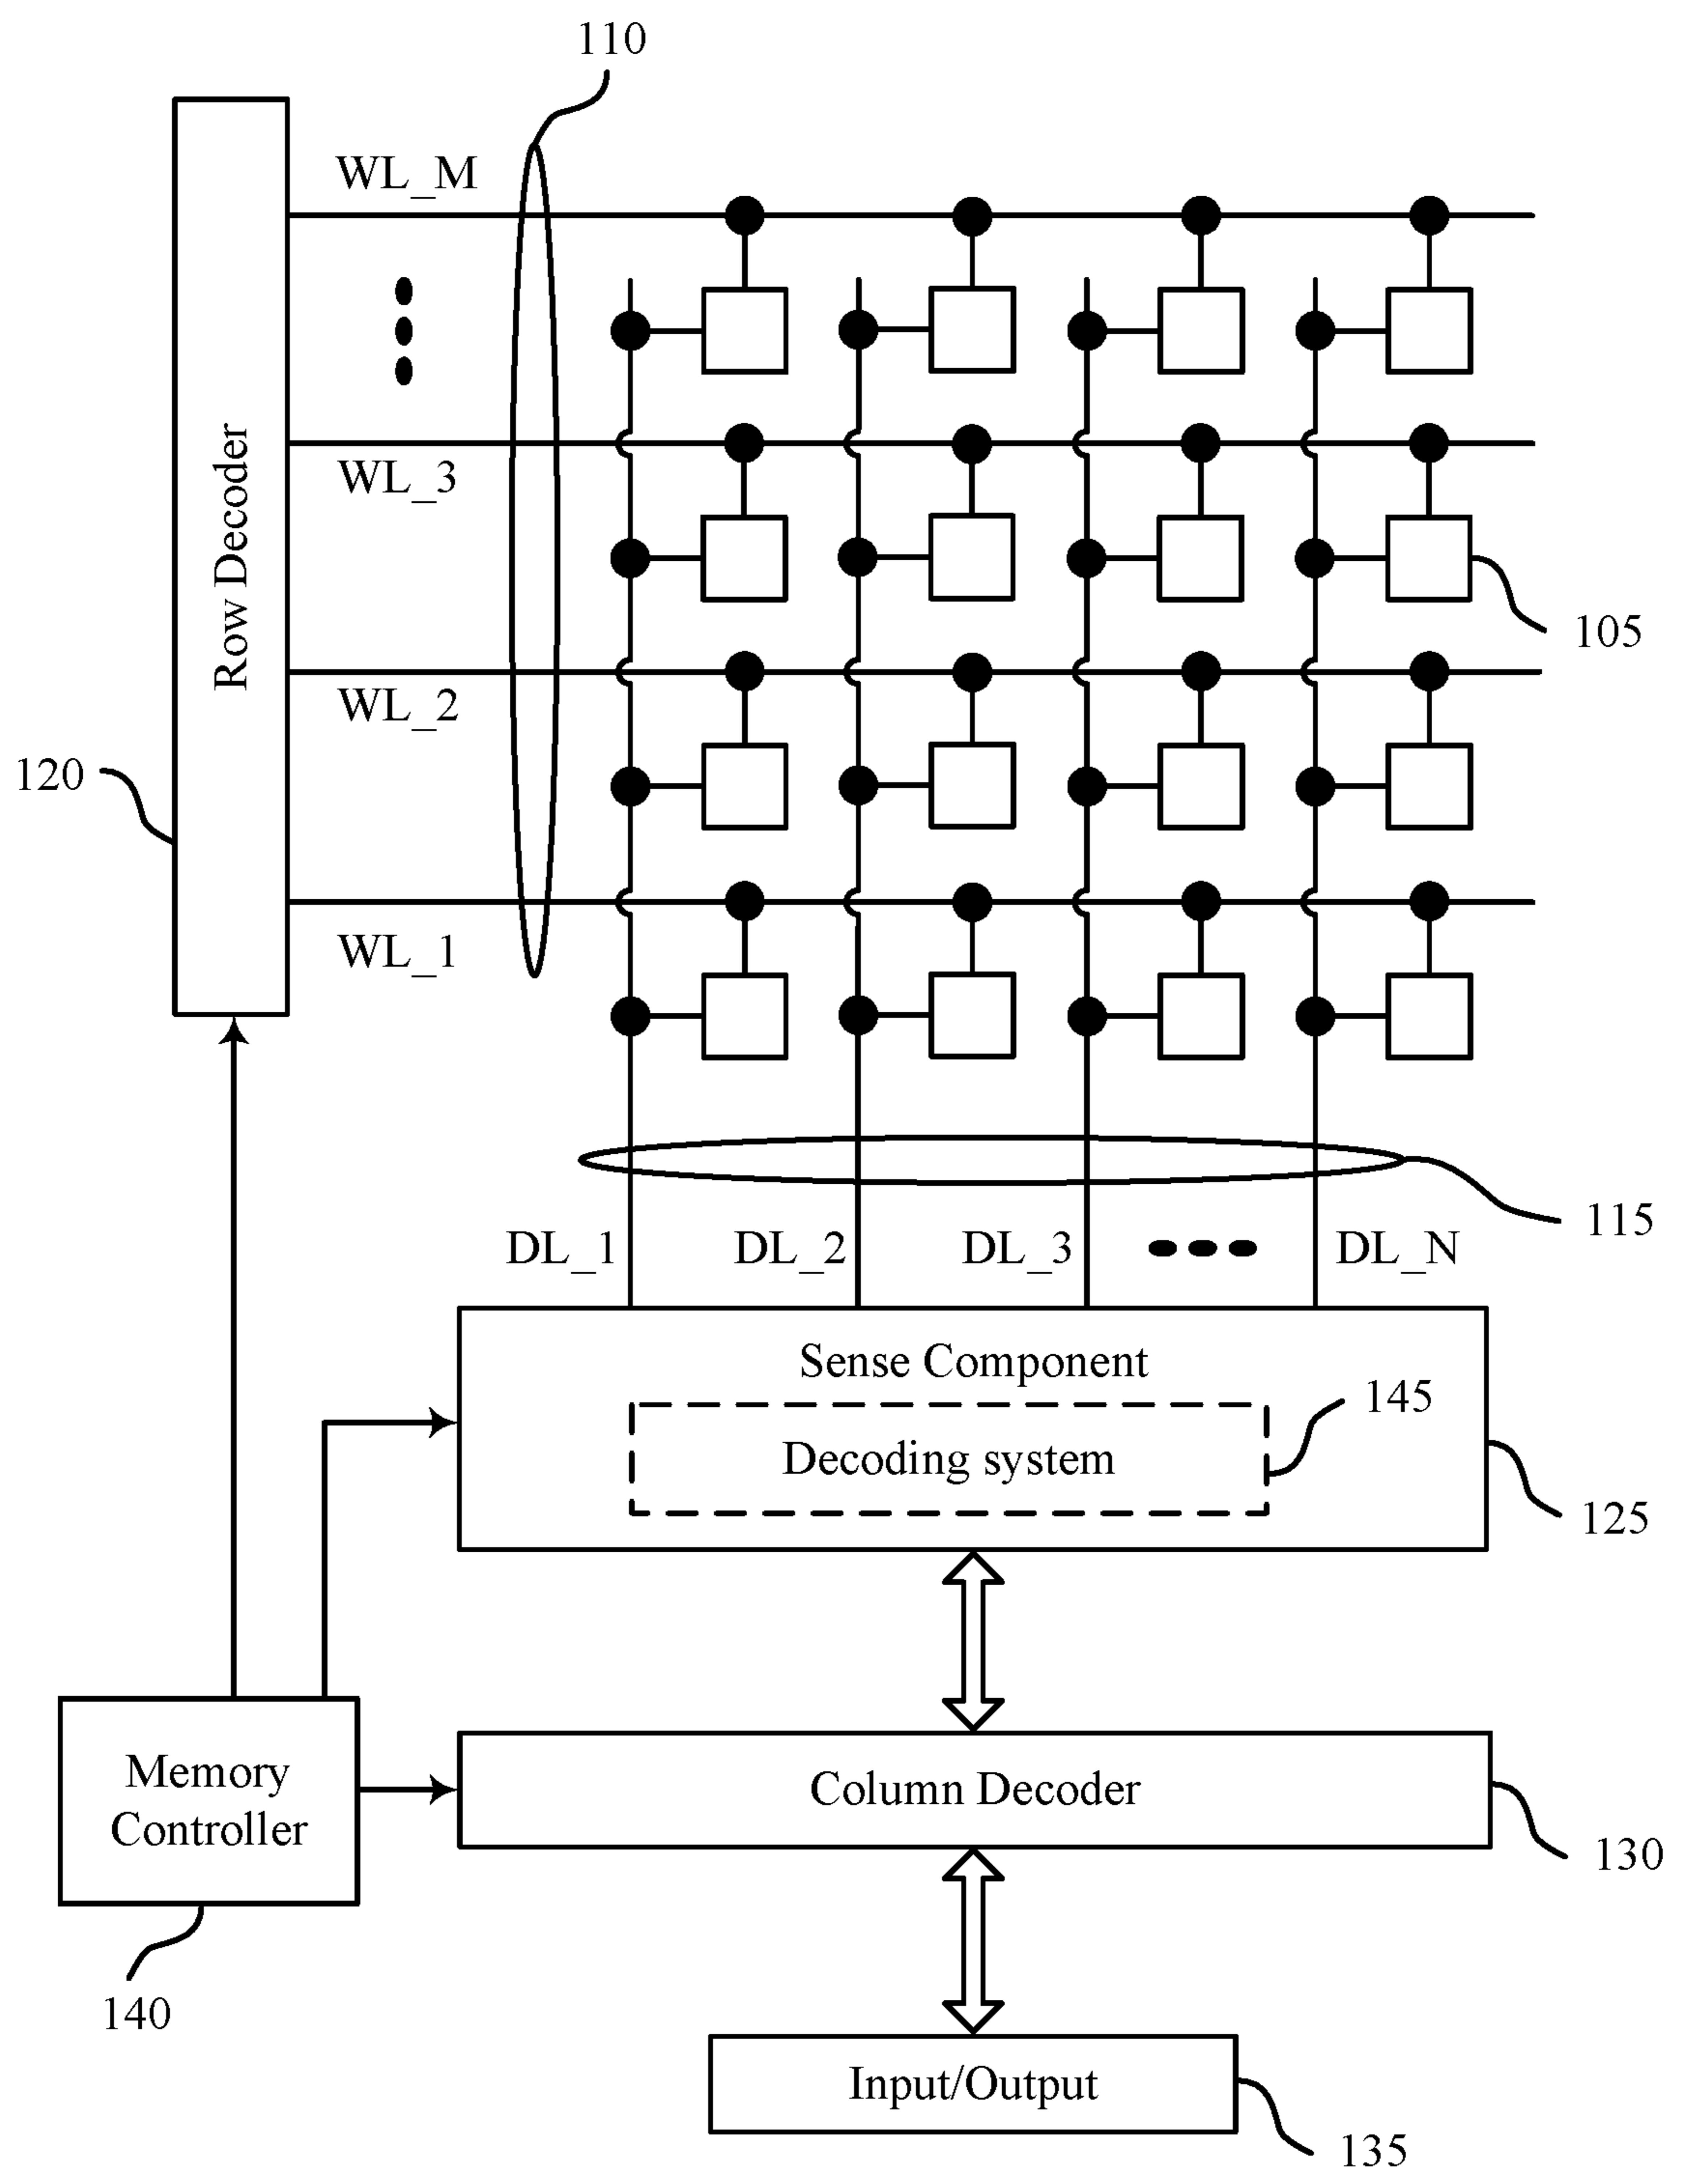 110
WL_M
WL_3
Row Decoder
105
WL_2
120
WL_1
115
DL_1
DL_2
DL_3
DL_N
Sense Component
145
Decoding system
125
Memory
Controller
Column Decoder
130
140
Input/Output
135